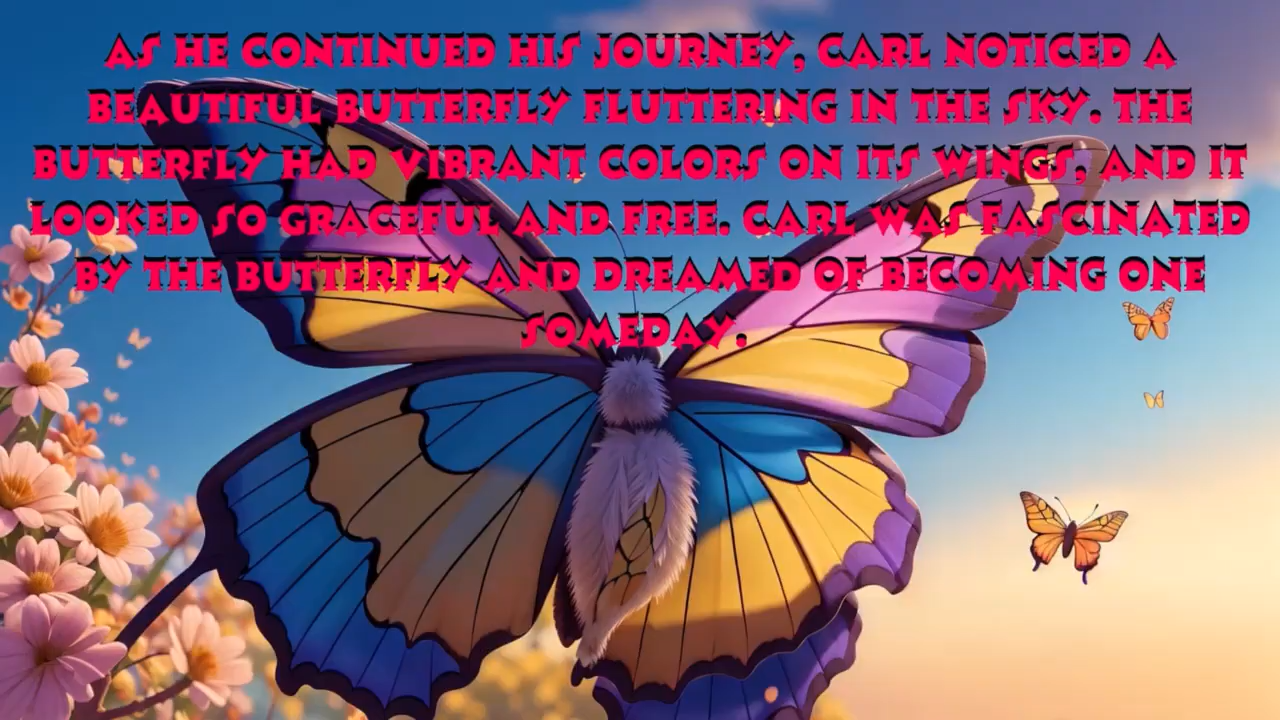 AS HE CONTINUED HIS JOURNEY, CARL NOTICED A
BEAUTIFUL BUTTERFLY FLUTTERING IN THE SKY. THE
BUTTERFLY HAD VIBRANT COLORS ON ITS WINGS, AND IT
LOOKED SO GRACEFUL AND FREE. CARL WAS FASCINATED
BY THE BUTTERFLY AND DREAMED OF BECOMING ONE
SOMEDAY.